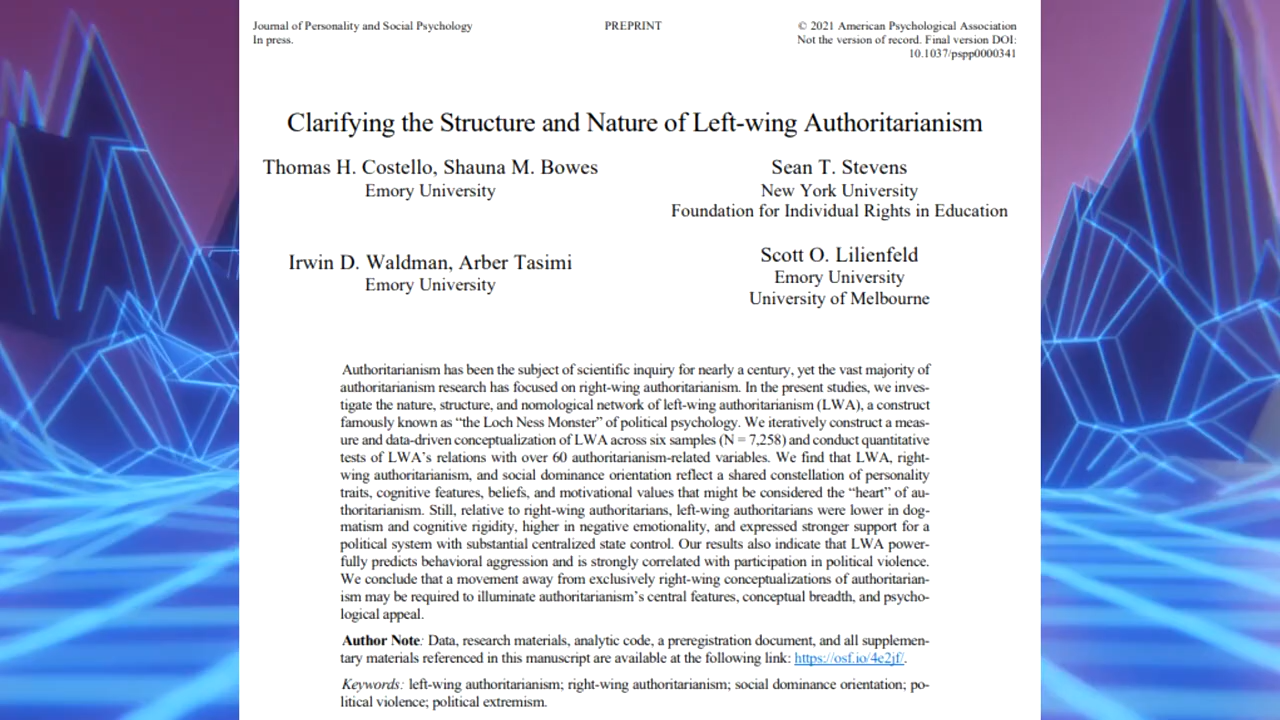 Journal of Personality and Social Psychology
In press.
PREPRINT
© 2021 American Psychological Association
Not the version of record. Final version DOI:
10.1037/pspp0000341
Clarifying the Structure and Nature of Left-wing Authoritarianism
Thomas H. Costello, Shauna M. Bowes
Emory University
Sean T. Stevens
New York University
Foundation for Individual Rights in Education
Irwin D. Waldman, Arber Tasimi
Emory University
Scott O. Lilienfeld
Emory University
University of Melbourne
Authoritarianism has been the subject of scientific inquiry for nearly a century, yet the vast majority of
authoritarianism research has focused on right-wing authoritarianism. In the present studies, we inves-
tigate the nature, structure, and nomological network of left-wing authoritarianism (LWA), a construct
famously known as “the Loch Ness Monster” of political psychology. We iteratively construct a meas-
ure and data-driven conceptualization of LWA across six samples (N = 7,258) and conduct quantitative
tests of LWA’s relations with over 60 authoritarianism-related variables. We find that LWA, right-
wing authoritarianism, and social dominance orientation reflect a shared constellation of personality
traits, cognitive features, beliefs, and motivational values that might be considered the “heart” of au-
thoritarianism. Still, relative to right-wing authoritarians, left-wing authoritarians were lower in dog-
matism and cognitive rigidity, higher in negative emotionality, and expressed stronger support for a
political system with substantial centralized state control. Our results also indicate that LWA power-
fully predicts behavioral aggression and is strongly correlated with participation in political violence.
We conclude that a movement away from exclusively right-wing conceptualizations of authoritarian-
ism may be required to illuminate authoritarianism’s central features, conceptual breadth, and psycho-
logical appeal.
Author Note: Data, research materials, analytic code, a preregistration document, and all supplemen-
tary materials referenced in this manuscript are available at the following link: https://osf.io/4e2jf/.
Keywords: left-wing authoritarianism; right-wing authoritarianism; social dominance orientation; po-
litical violence; political extremism.